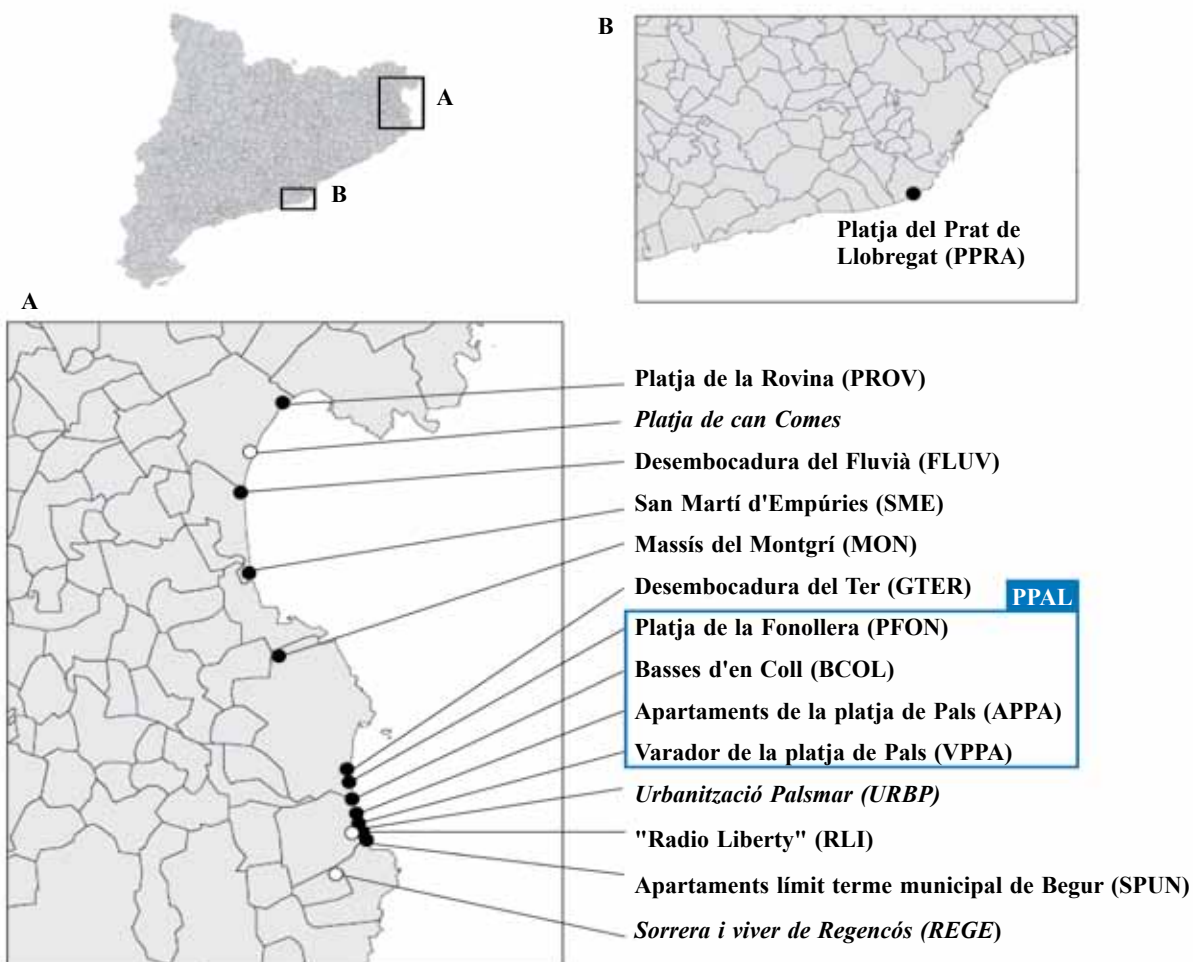 A
B
B
Platja del Prat de
Llobregat (PPRA)
A
Platja de la Rovina (PROV)
Platja de can Comes
Desembocadura del Fluvià (FLUV)
San Martí d'Empúries (SME)
Massís del Montgrí (MON)
Desembocadura del Ter (GTER)
PPAL
Platja de la Fonollera (PFON)
Basses d'en Coll (BCOL)
Apartaments de la platja de Pals (APPA)
Varador de la platja de Pals (VPPA)
Urbanització Palsmar (URBP)
"Radio Liberty" (RLI)
Apartaments límit terme municipal de Begur (SPUN)
Sorrera i viver de Regencós (REGE)